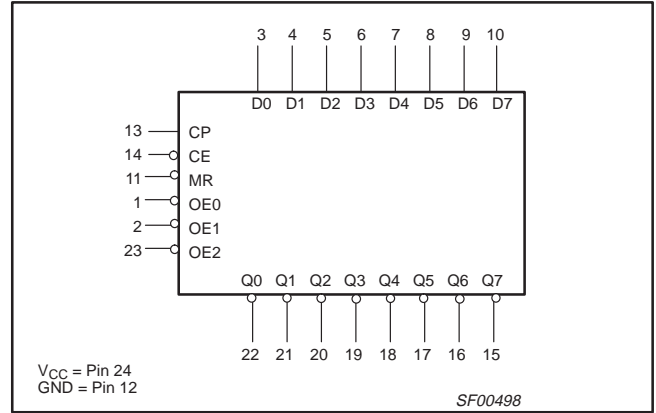 3 4 5 6 7 8 9 10
D0 D1 D2 D3 D4 D5 D6 D7
13 CP
14 CE
11 MR
1 OE0
2 OE1
23 OE2
Q0 Q1 Q2 Q3 Q4 Q5 Q6 Q7
22 21 20 19 18 17 16 15
VCC = Pin 24
GND = Pin 12
SF00498